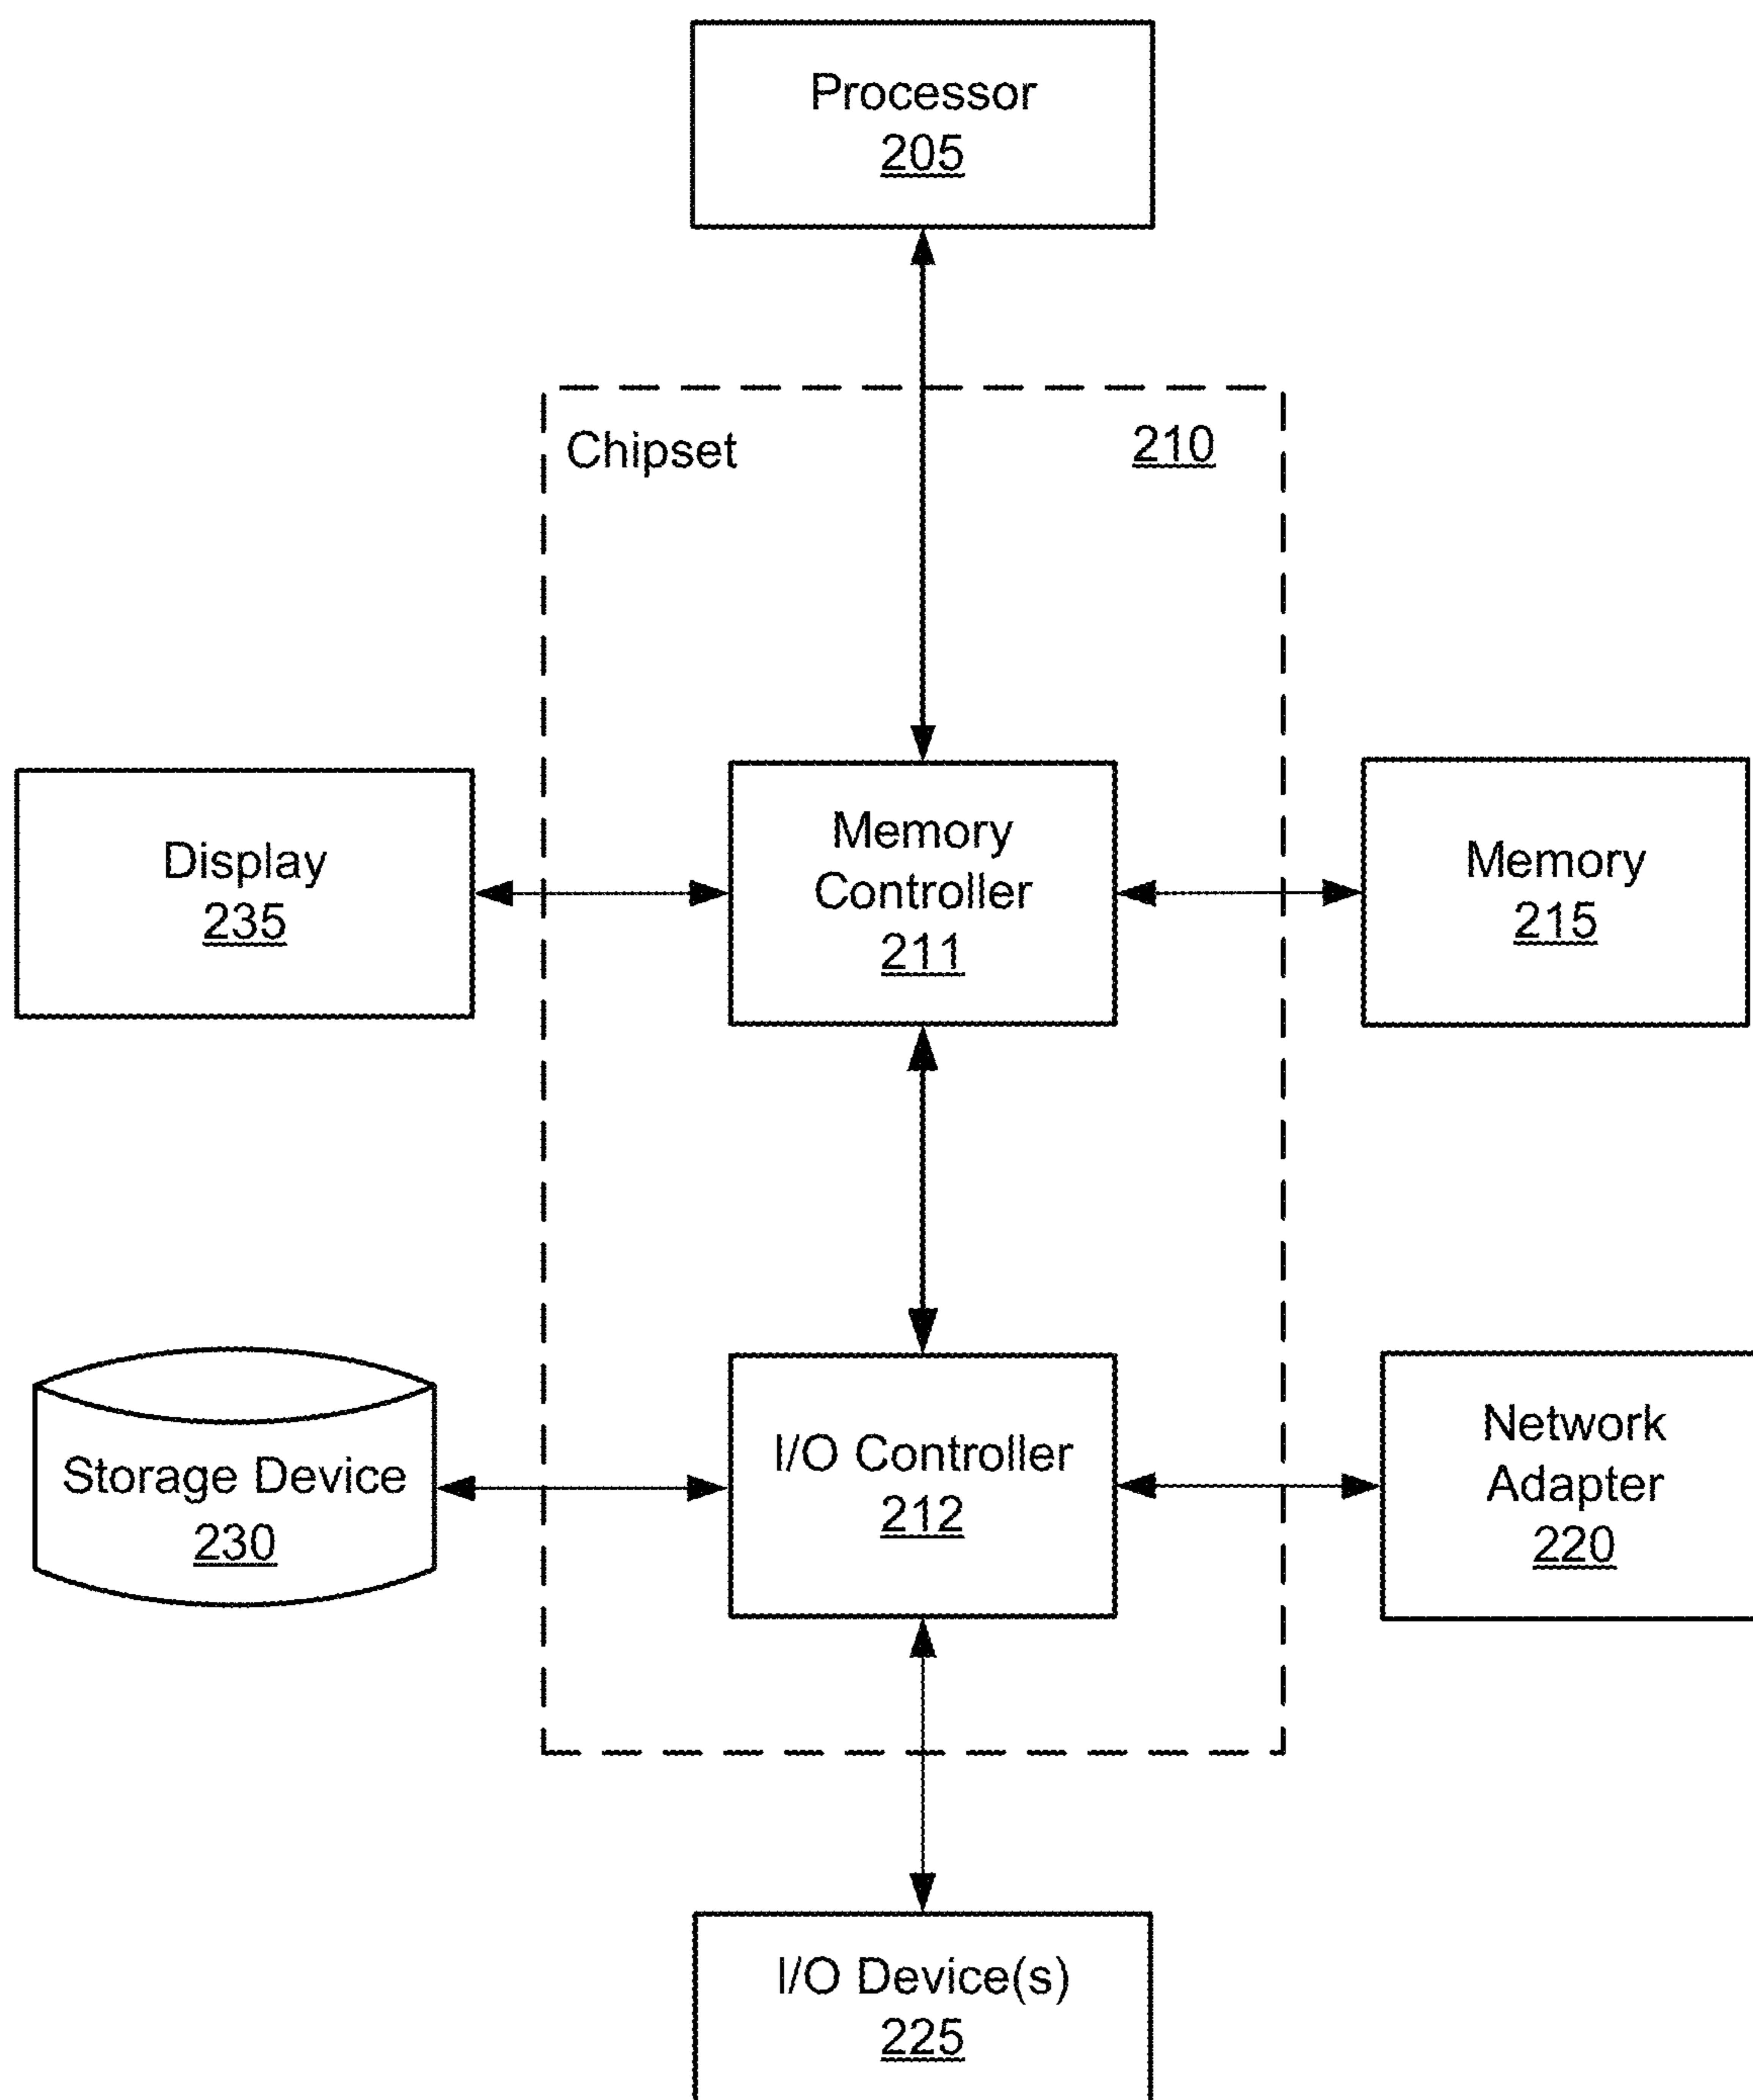 Processor
205
Chipset
210
Display
235
Memory
Controller
211
Memory
215
Storage Device
230
I/O Controller
212
Network
Adapter
220
I/O Device(s)
225